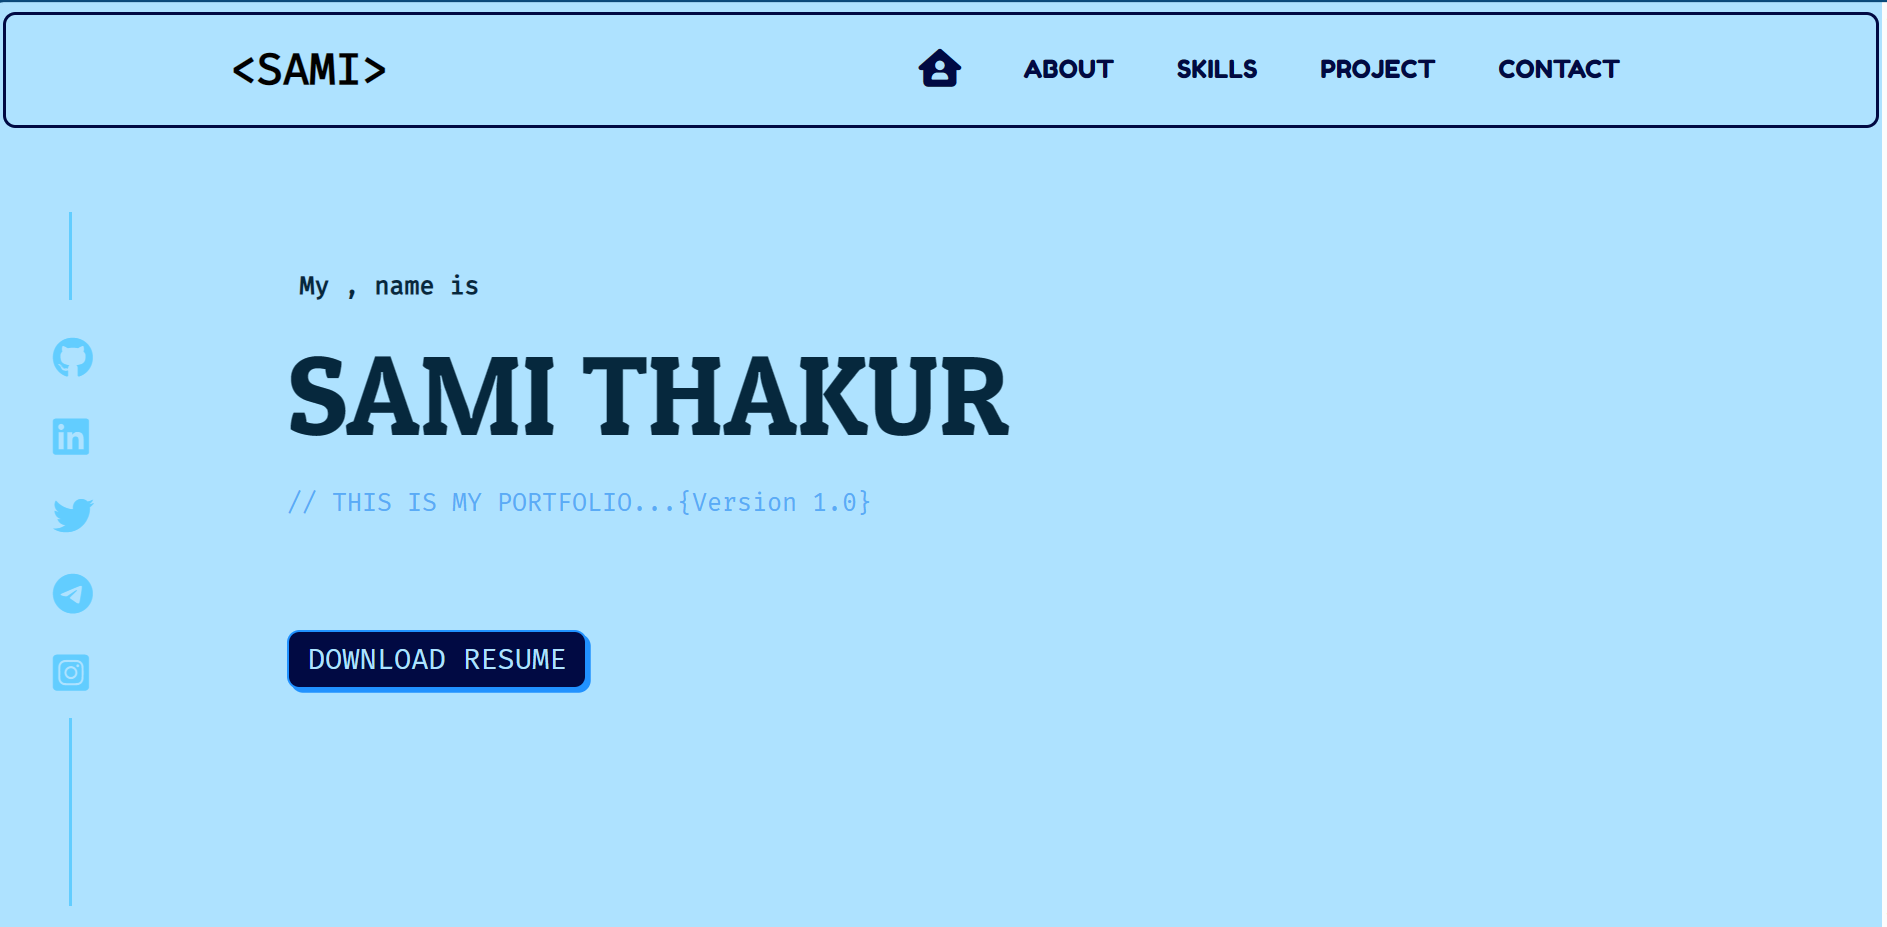 <SAMI>
ABOUT SKILLS PROJECT CONTACT
My , name is
SAMI THAKUR
// THIS IS MY PORTFOLIO...{Version 1.0}
in
DOWNLOAD RESUME